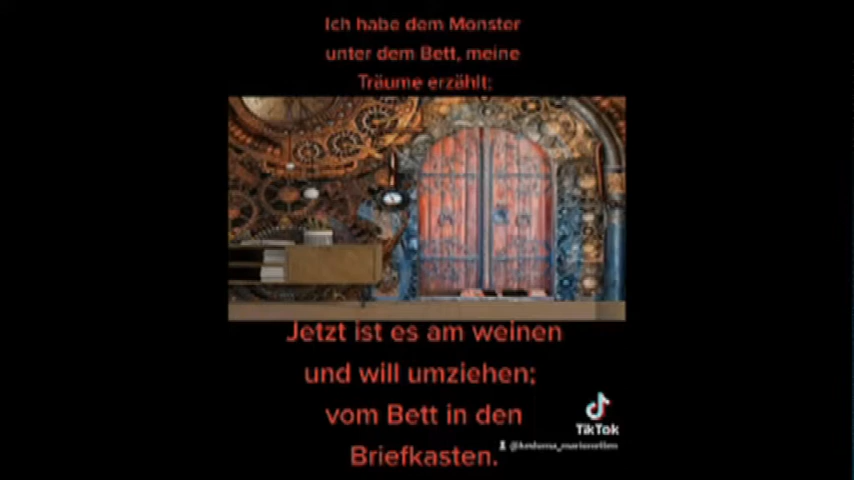 Ich habe dem Monster
unter dem Bett, meine
Träume erzählt;
Jetzt ist es am weinen
und will umziehen;
vom Bett in den
Briefkasten.
TikTok